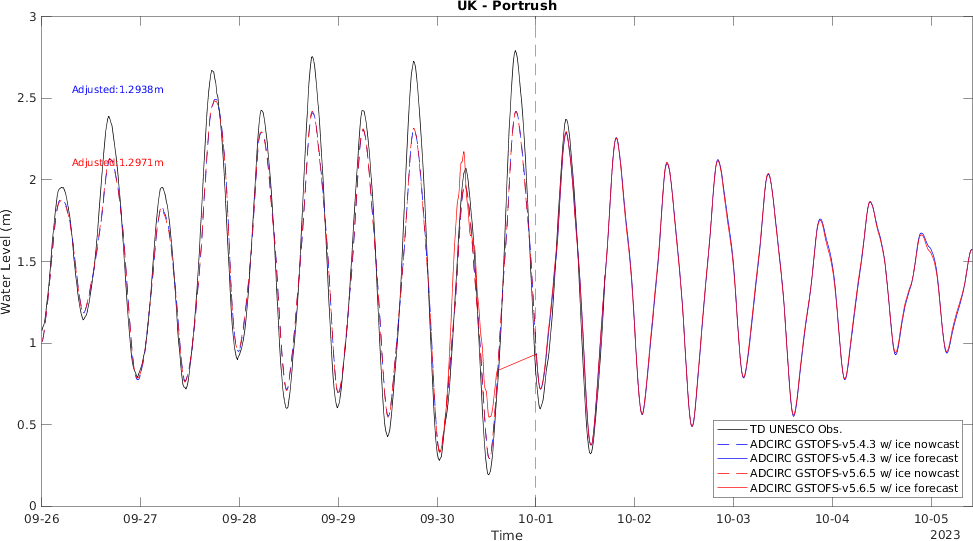 UK - Portrush
3
2.5
2
1.5
1
0.5
0
Water Level (m)
Adjusted:1.2938m
Adjusted:1.2971m
TD UNESCO Obs.
ADCIRC GSTOFS-v5.4.3 w/ ice nowcast
ADCIRC GSTOFS-v5.4.3 w/ ice forecast
ADCIRC GSTOFS-v5.6.5 w/ ice nowcast
ADCIRC GSTOFS-v5.6.5 w/ ice forecast
09-26 09-27 09-28 09-29 09-30 10-01 10-02 10-03 10-04 10-05
Time
2023